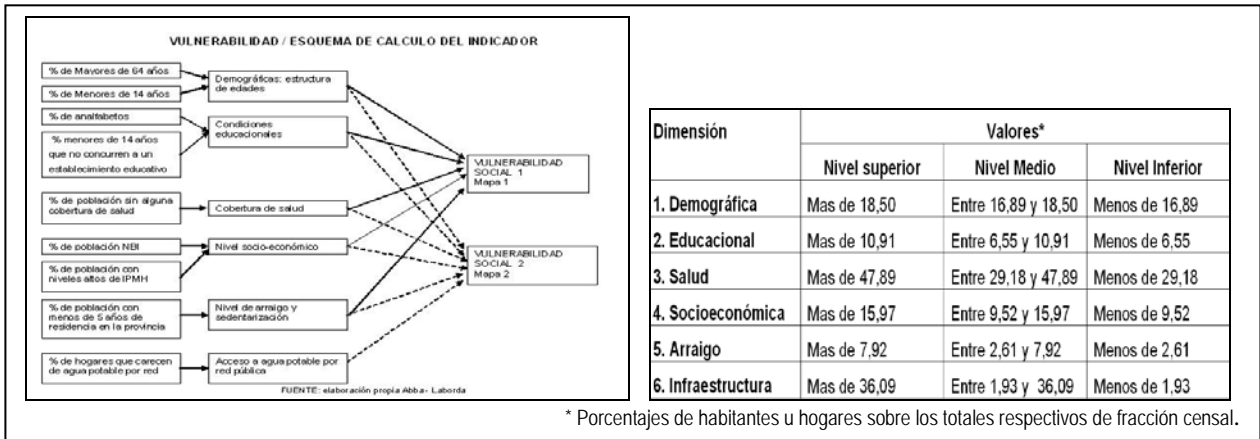 VULNERABILIDAD / ESQUEMA DE CALCULO DEL INDICADOR
% de Mayores de 64 años
% de Menores de 14 años
% de analfabetos
% menores de 14 años
que no concurren a un
establecimiento educativo
% de población sin alguna
cobertura de salud
% de población NBI
% de población con
niveles altos de IPMH
% de población con
menos de 5 años de
residencia en la provincia
% de hogares que carecen
de agua potable por red
Demográficas: estructura
de edades
Condiciones
educacionales
Cobertura de salud
Nivel socio-económico
Nivel de arraigo y
sedentarización
Acceso a agua potable por
red pública
VULNERABILIDAD
SOCIAL 1
Mapa 1
VULNERABILIDAD
SOCIAL 2
Mapa 2
FUENTE: elaboración propia Abba- Laborda
Dimensión Valores*
Nivel superior Nivel Medio Nivel Inferior
1. Demográfica Mas de 18,50 Entre 16,89 y 18,50 Menos de 16,89
2. Educacional Mas de 10,91 Entre 6,55 y 10,91 Menos de 6,55
3. Salud Mas de 47,89 Entre 29,18 y 47,89 Menos de 29,18
4. Socioeconómica Mas de 15,97 Entre 9,52 y 15,97 Menos de 9,52
5. Arraigo Mas de 7,92 Entre 2,61 y 7,92 Menos de 2,61
6. Infraestructura Mas de 36,09 Entre 1,93 y 36,09 Menos de 1,93
* Porcentajes de habitantes u hogares sobre los totales respectivos de fracción censal.